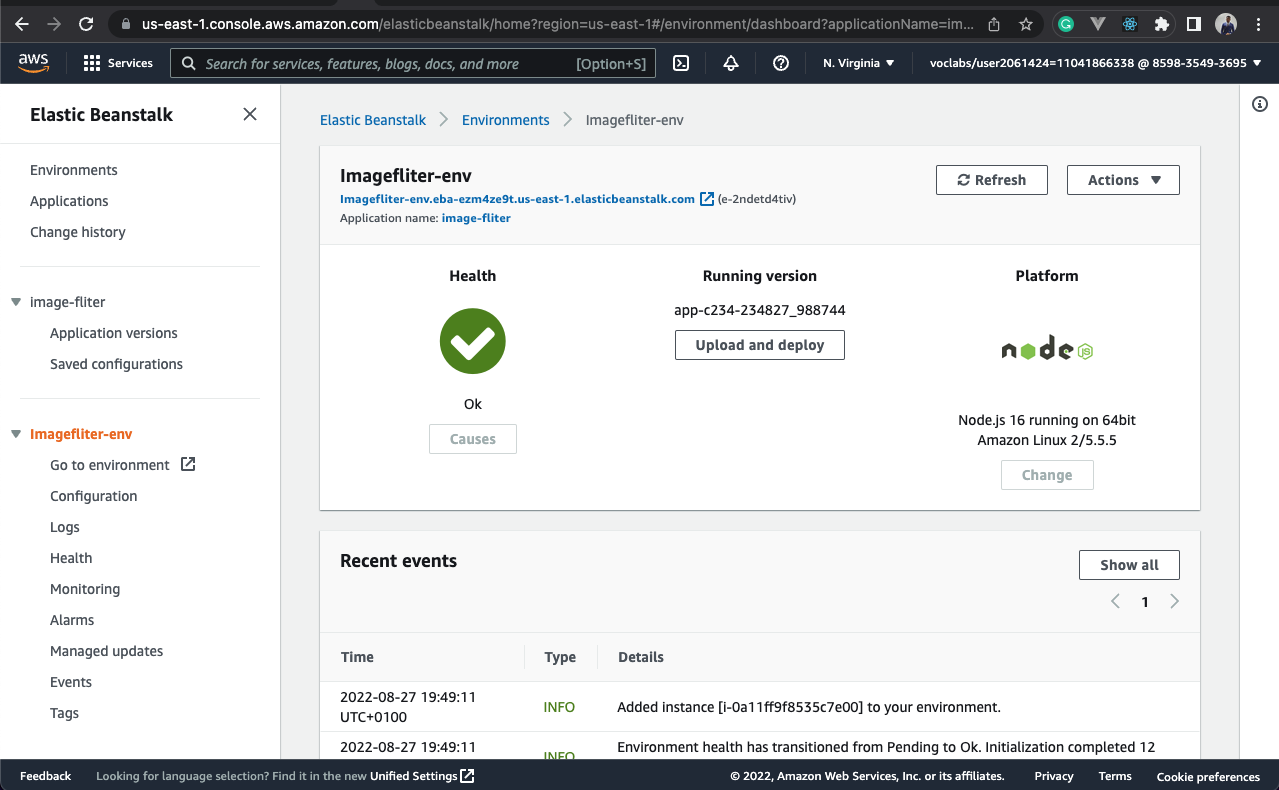 us-east-1.console.aws.amazon.com/elasticbeanstalk/home?region=us-east-1#/environment/dashboard?applicationName=im...
aws
Services
Search for services, features, blogs, docs, and more
[Option+S]
N. Virginia
voclabs/user2061424=11041866338 @ 8598-3549-3695
Elastic Beanstalk
Environments
Applications
Change history
image-fliter
Application versions
Saved configurations
Imagefliter-env
Go to environment
Configuration
Logs
Health
Monitoring
Alarms
Managed updates
Events
Tags
Elastic Beanstalk > Environments > Imagefliter-env
Imagefliter-env
Imagefliter-env.eba-ezm4ze9t.us-east-1.elasticbeanstalk.com (e-2ndetd4tiv)
Application name: image-fliter
Refresh
Actions
Health
Ok
Causes
Running version
app-c234-234827_988744
Upload and deploy
Platform
node JS
Node.js 16 running on 64bit
Amazon Linux 2/5.5.5
Change
Recent events
Show all
1
Time Type Details
2022-08-27 19:49:11
UTC+0100
INFO
Added instance [i-0a11ff9f8535c7e00] to your environment.
2022-08-27 19:49:11
INFO
Environment health has transitioned from Pending to Ok. Initialization completed 12
Feedback
Looking for language selection? Find it in the new Unified Settings
© 2022, Amazon Web Services, Inc. or its affiliates.
Privacy
Terms
Cookie preferences